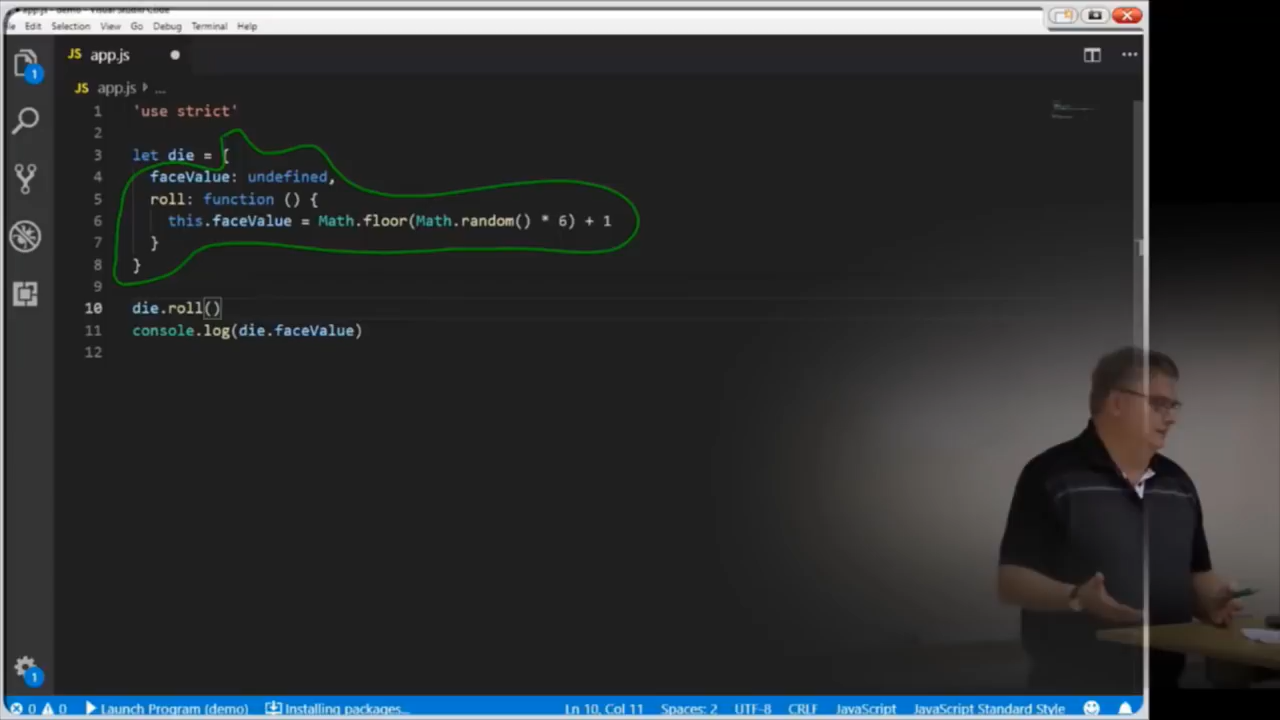 app.js - demo - Visual Studio Code
Edit Selection View Go Debug Terminal Help
JS app.js
JS app.js ...
1 'use strict'
2
3 let die = {
4 faceValue: undefined,
5 roll: function () {
6 this.faceValue = Math.floor(Math.random() * 6) + 1
7 }
8 }
9
10 die.roll()
11 console.log(die.faceValue)
12
1
1
0 0 Launch Program (demo) Installing packages... Ln 10, Col 11 Spaces: 2 UTF-8 CRLF JavaScript JavaScript Standard Style